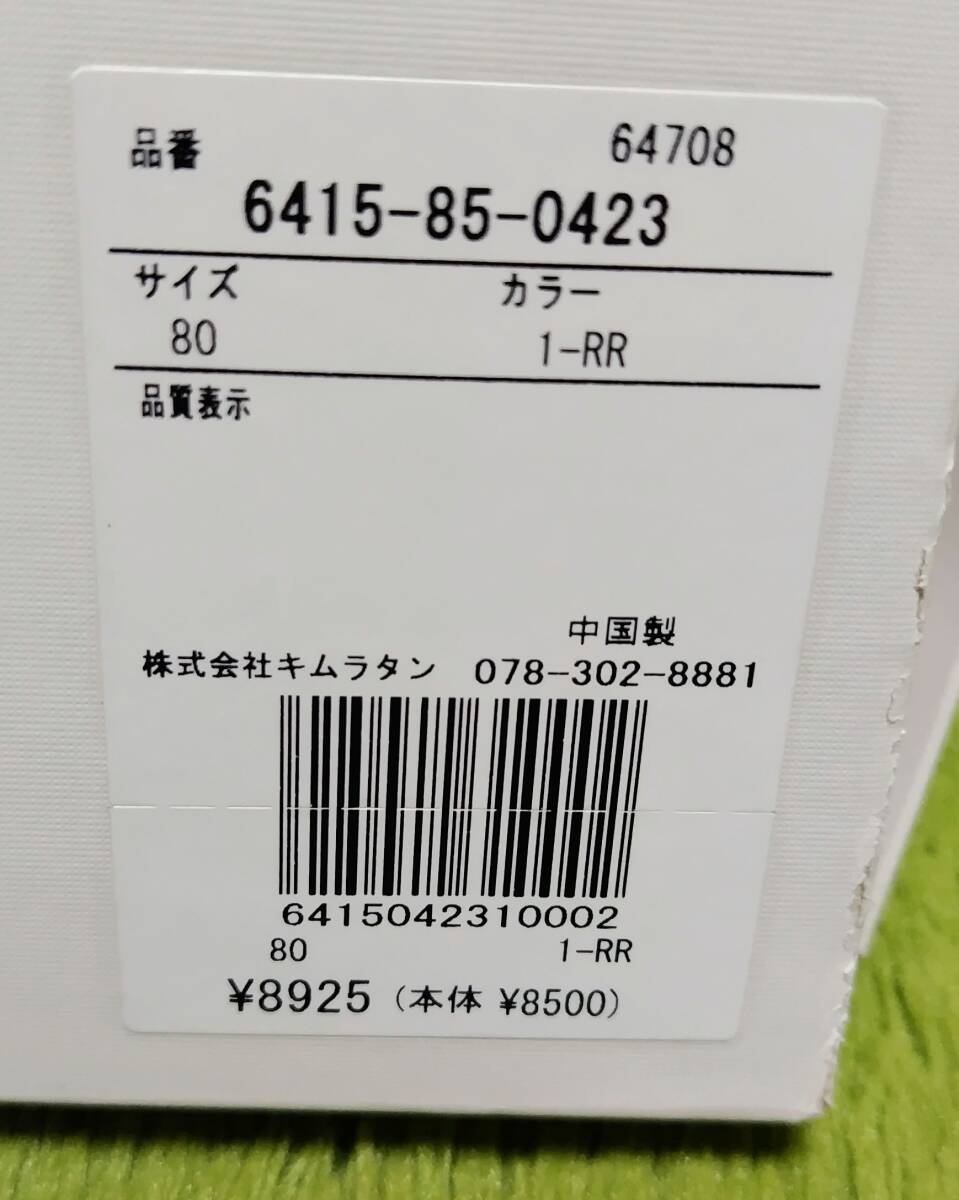 品番 64708
6415-85-0423
サイズ カラー
80 1-RR
品質表示
中国製
株式会社キムラタン 078-302-8881
6415042310002
80 1-RR
¥8925 (本体 ¥8500)